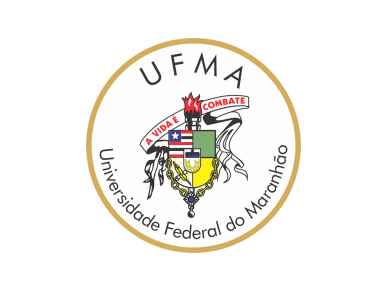 UFMA
A VIDA É COMBATE
Universidade Federal do Maranhão